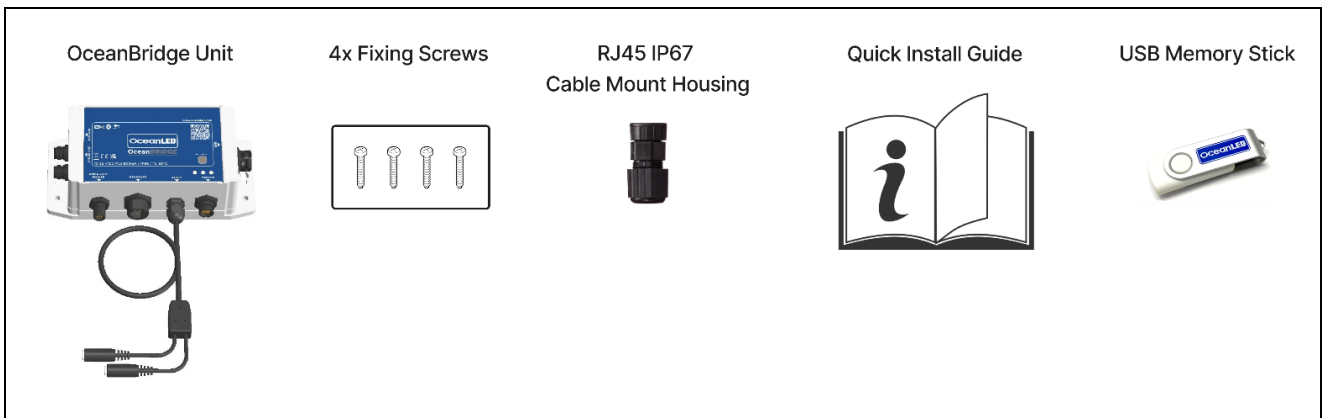 OceanBridge Unit
4x Fixing Screws
RJ45 IP67
Cable Mount Housing
Quick Install Guide
USB Memory Stick
OceanLED
OceanBRIDGE
OceanLED